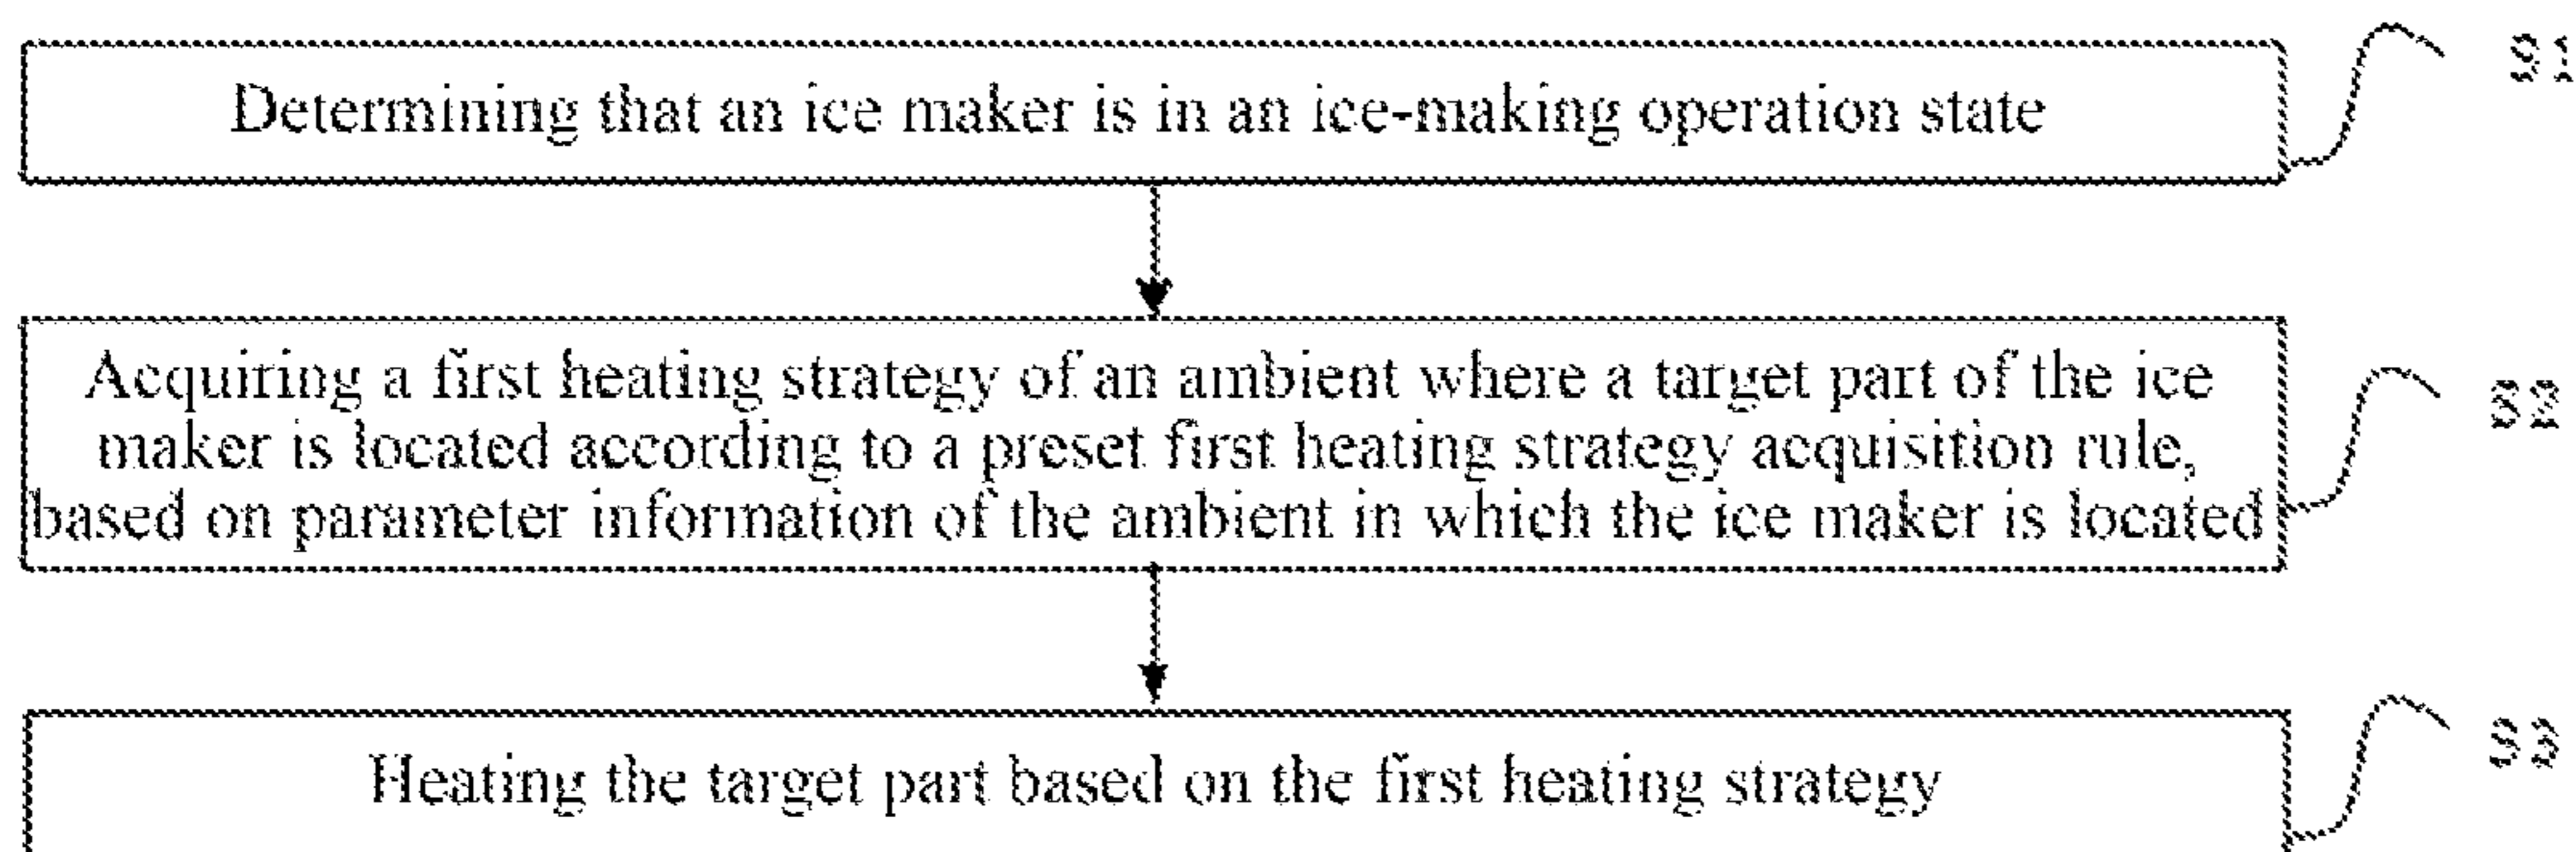 Determining that an ice maker is in an ice-making operation state
S1
Acquiring a first heating strategy of an ambient where a target part of the ice
maker is located according to a preset first heating strategy acquisition rule,
based on parameter information of the ambient in which the ice maker is located
S2
Heating the target part based on the first heating strategy
S3